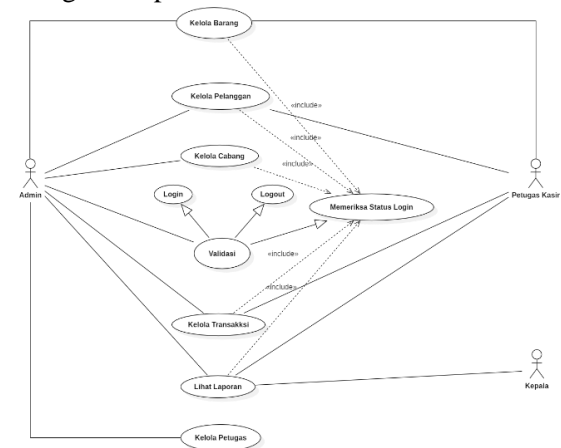 Kelola Barang
Kelola Pelanggan
«include»
«include»
Kelola Cabang
«include»
Admin
Petugas Kasir
Login
Logout
Memeriksa Status Login
Validasi
«include»
«include»
Kelola Transakksi
Lihat Laporan
Kepala
Kelola Petugas